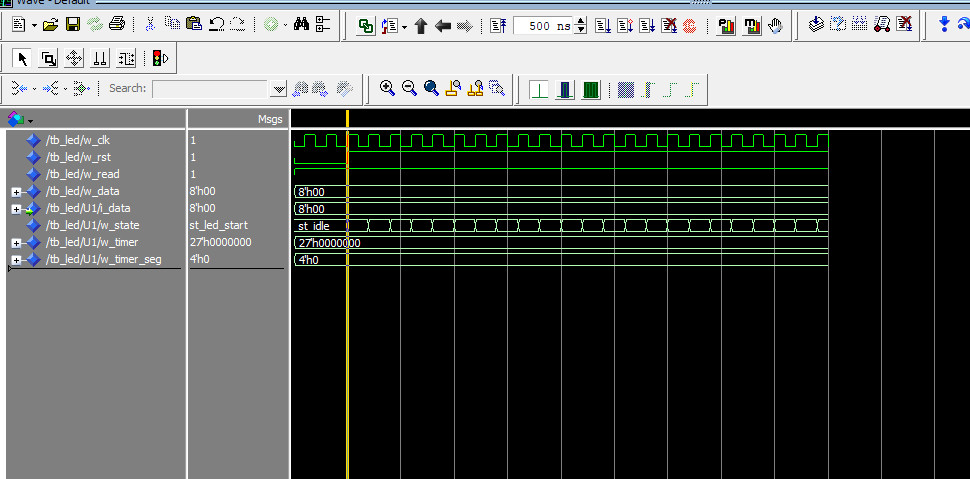 Wave - Default
500 ns
Search:
Msgs
/tb_led/w_clk 1
/tb_led/w_rst 1
/tb_led/w_read 1
/tb_led/w_data 8'h00 8'h00
/tb_led/U1/i_data 8'h00 8'h00
/tb_led/U1/w_state st_led_start st_idle
/tb_led/U1/w_timer 27'h0000000 27'h0000000
/tb_led/U1/w_timer_seg 4'h0 4'h0